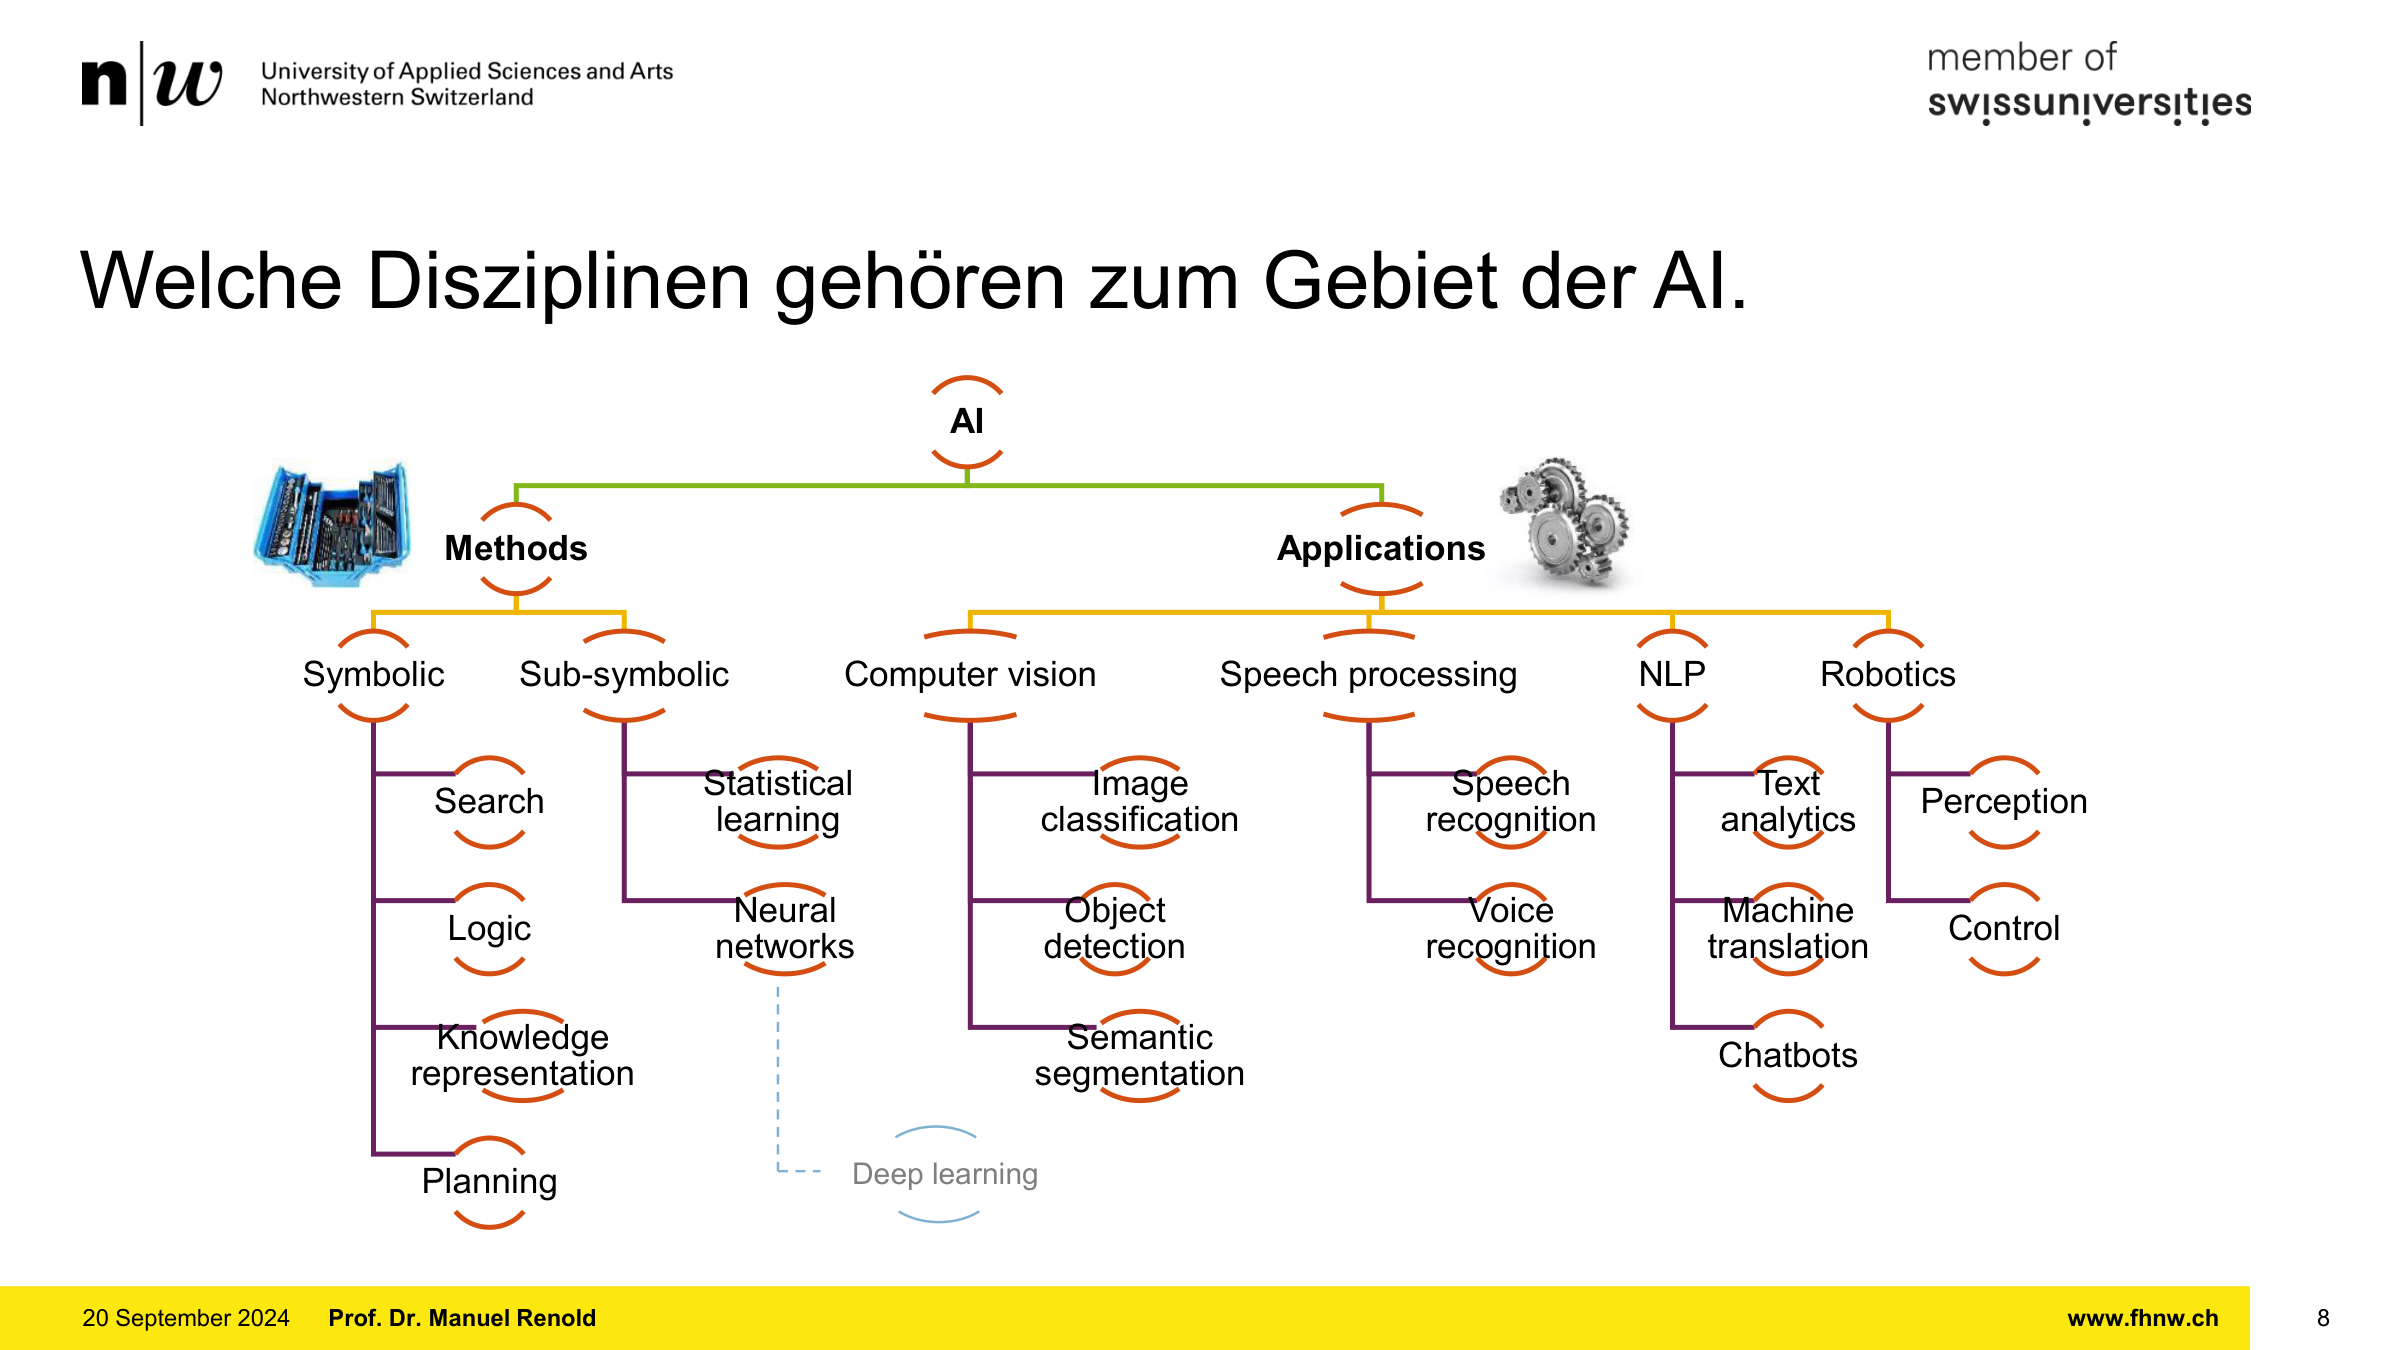 n|w University of Applied Sciences and Arts
Northwestern Switzerland
member of
swissuniversities
Welche Disziplinen gehören zum Gebiet der AI.
AI
Methods
Applications
Symbolic
Sub-symbolic
Computer vision
Speech processing
NLP
Robotics
Search
Logic
Knowledge
representation
Planning
Statistical
learning
Neural
networks
Deep learning
Image
classification
Object
detection
Semantic
segmentation
Speech
recognition
Voice
recognition
Text
analytics
Machine
translation
Chatbots
Perception
Control
20 September 2024 Prof. Dr. Manuel Renold www.fhnw.ch 8